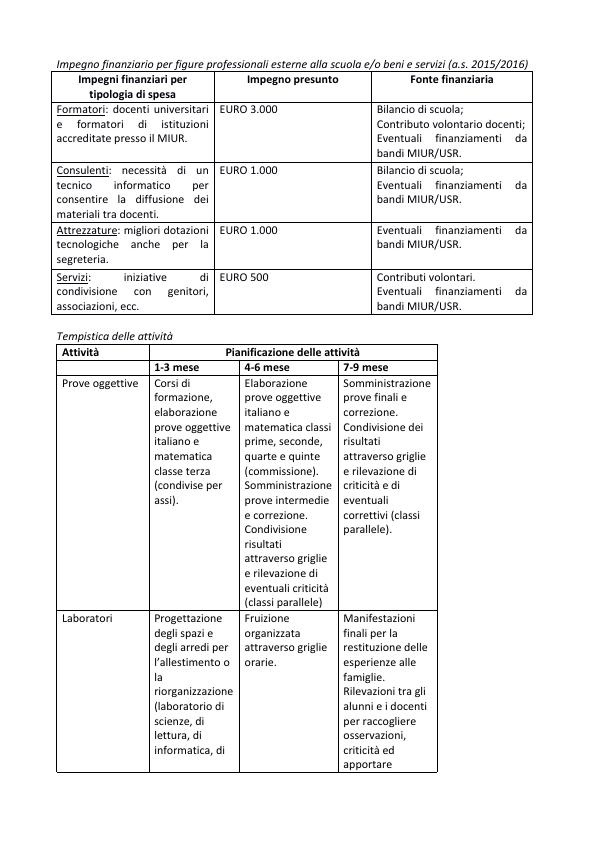 Impegno finanziario per figure professionali esterne alla scuola e/o beni e servizi (a.s. 2015/2016)
Impegni finanziari per
tipologia di spesa
Impegno presunto
Fonte finanziaria
Formatori: docenti universitari
e formatori di istituzioni
accreditate presso il MIUR.
EURO 3.000
Bilancio di scuola;
Contributo volontario docenti;
Eventuali finanziamenti da
bandi MIUR/USR.
Consulenti: necessità di un
tecnico informatico per
consentire la diffusione dei
materiali tra docenti.
EURO 1.000
Bilancio di scuola;
Eventuali finanziamenti da
bandi MIUR/USR.
Attrezzature: migliori dotazioni
tecnologiche anche per la
segreteria.
EURO 1.000
Eventuali finanziamenti da
bandi MIUR/USR.
Servizi: iniziative di
condivisione con genitori,
associazioni, ecc.
EURO 500
Contributi volontari.
Eventuali finanziamenti da
bandi MIUR/USR.
Tempistica delle attività
Attività
Pianificazione delle attività
1-3 mese
4-6 mese
7-9 mese
Prove oggettive
Corsi di
formazione,
elaborazione
prove oggettive
italiano e
matematica
classe terza
(condivise per
assi).
Elaborazione
prove oggettive
italiano e
matematica classi
prime, seconde,
quarte e quinte
(commissione).
Somministrazione
prove intermedie
e correzione.
Condivisione
risultati
attraverso griglie
e rilevazione di
eventuali criticità
(classi parallele)
Somministrazione
prove finali e
correzione.
Condivisione dei
risultati
attraverso griglie
e rilevazione di
criticità e di
eventuali
correttivi (classi
parallele).
Laboratori
Progettazione
degli spazi e
degli arredi per
l’allestimento o
la
riorganizzazione
(laboratorio di
scienze, di
lettura, di
informatica, di
Fruizione
organizzata
attraverso griglie
orarie.
Manifestazioni
finali per la
restituzione delle
esperienze alle
famiglie.
Rilevazioni tra gli
alunni e i docenti
per raccogliere
osservazioni,
criticità ed
apportare